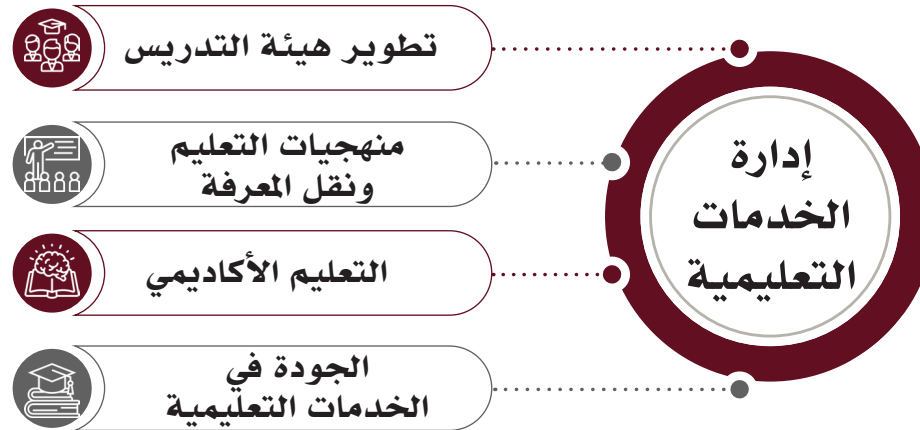 إدارة
الخدمات
التعليمية
تطوير هيئة التدريس
منهجيات التعليم
ونقل المعرفة
التعليم الأكاديمي
الجودة في
الخدمات التعليمية